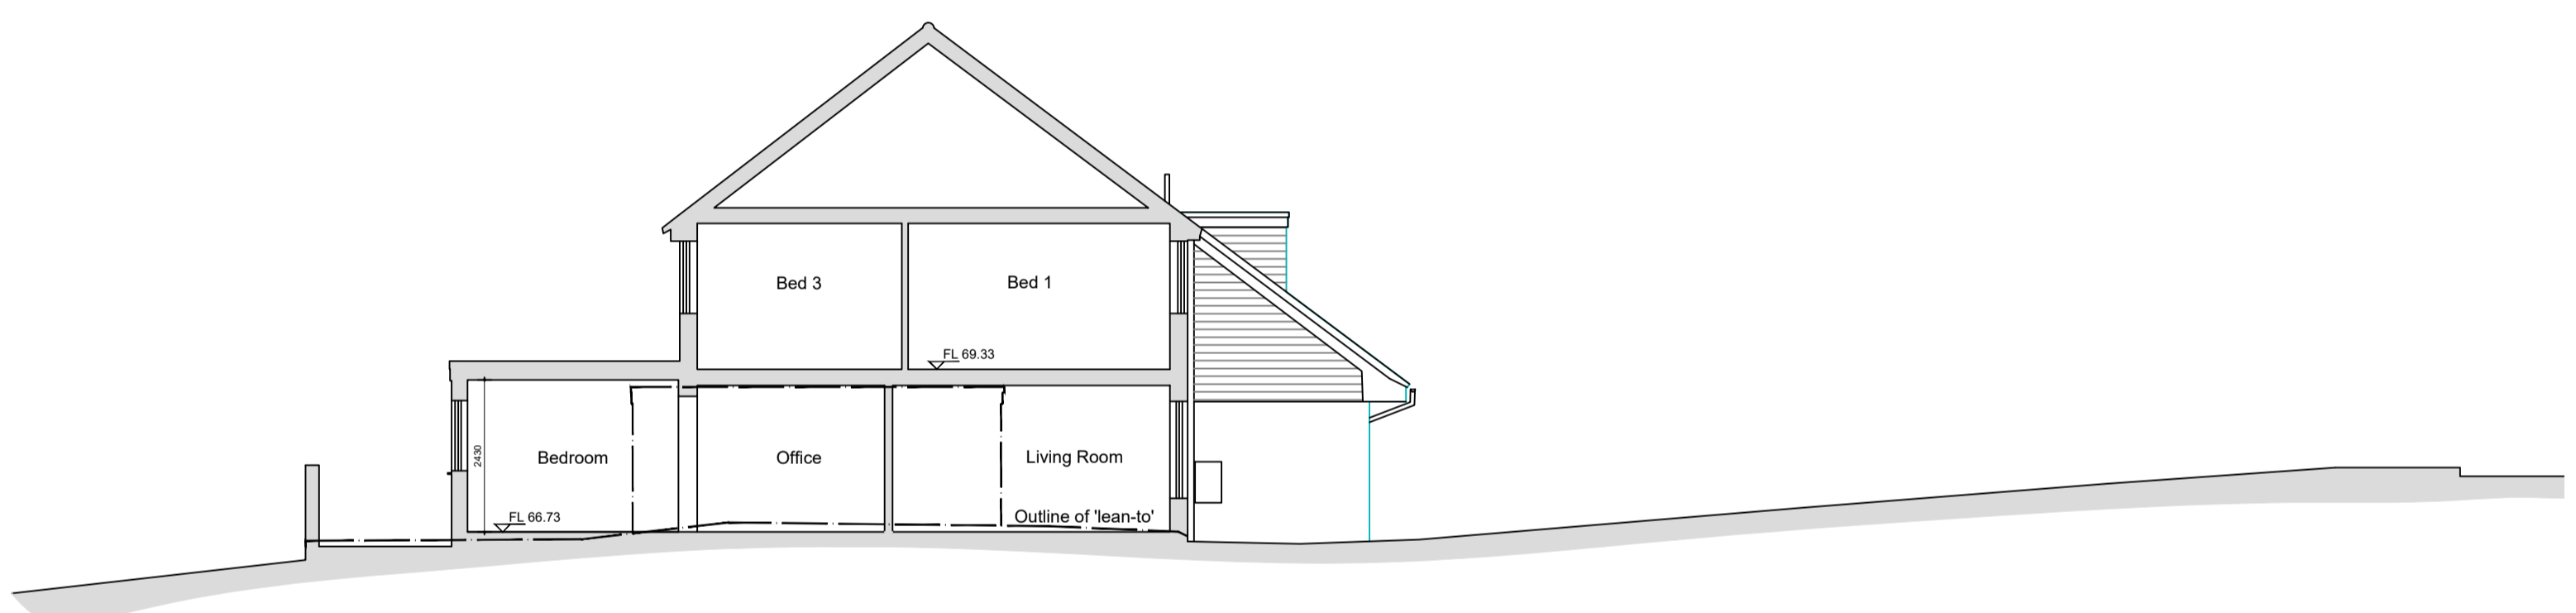 Bed 3
Bed 1
FL 69.33
2430
Bedroom
Office
Living Room
FL 66.73
Outline of 'lean-to'